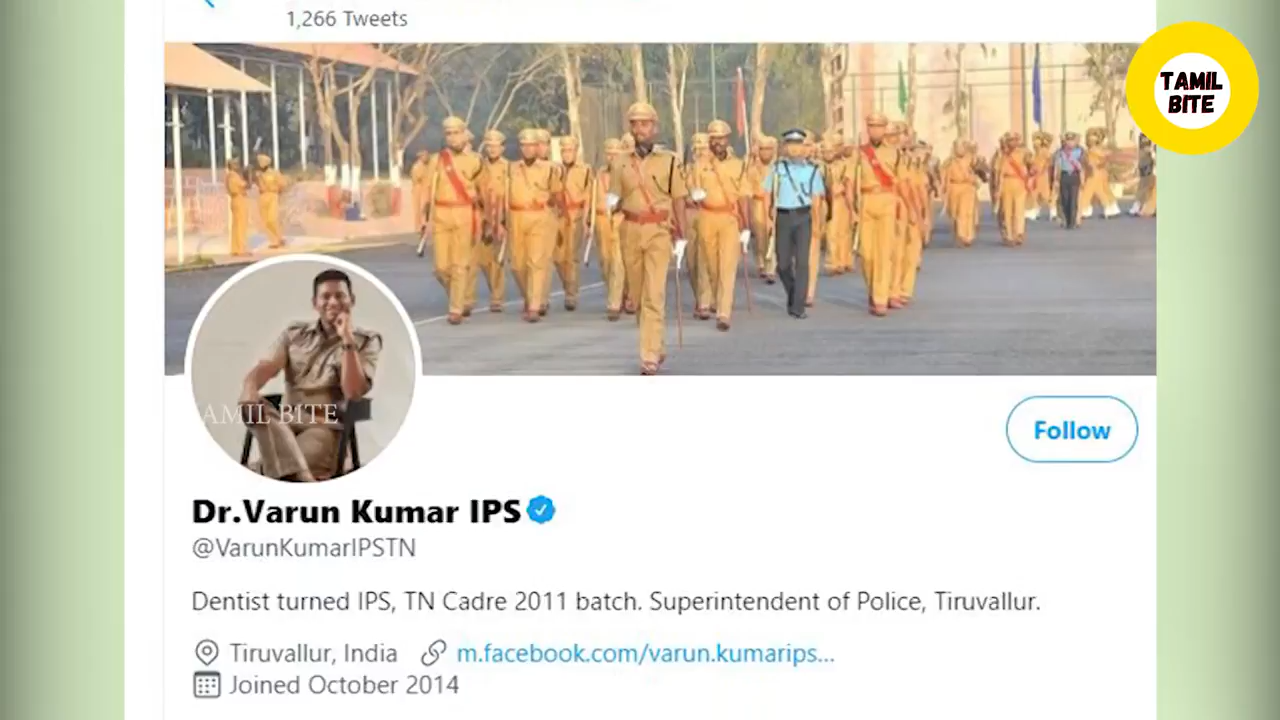 1,266 Tweets
TAMIL
BITE
TAMIL BITE
Follow
Dr.Varun Kumar IPS
@VarunKumarIPSTN
Dentist turned IPS, TN Cadre 2011 batch. Superintendent of Police, Tiruvallur.
Tiruvallur, India m.facebook.com/varun.kumarips...
Joined October 2014